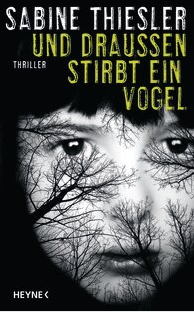 SABINE THIESLER
UND DRAUSSEN
THRILLER
STIRBT EIN
VOGEL
HEYNE